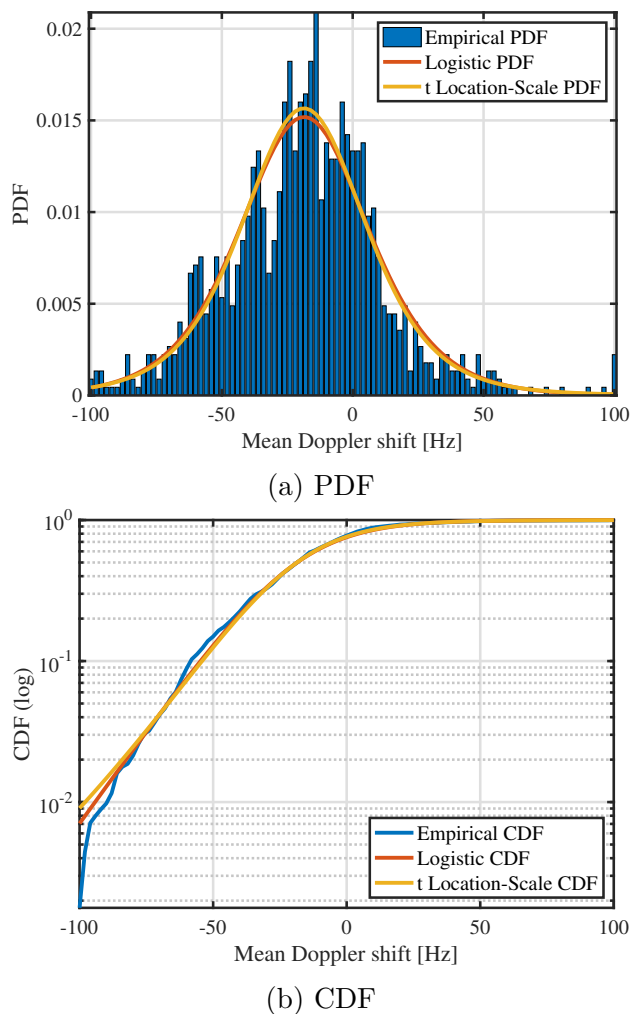 0.02
0.015
0.01
0.005
0
PDF
Empirical PDF
Logistic PDF
t Location-Scale PDF
-100
-50
0
50
100
Mean Doppler shift [Hz]
(a) PDF
10^0
10^-1
10^-2
CDF (log)
Empirical CDF
Logistic CDF
t Location-Scale CDF
-100
-50
0
50
100
Mean Doppler shift [Hz]
(b) CDF